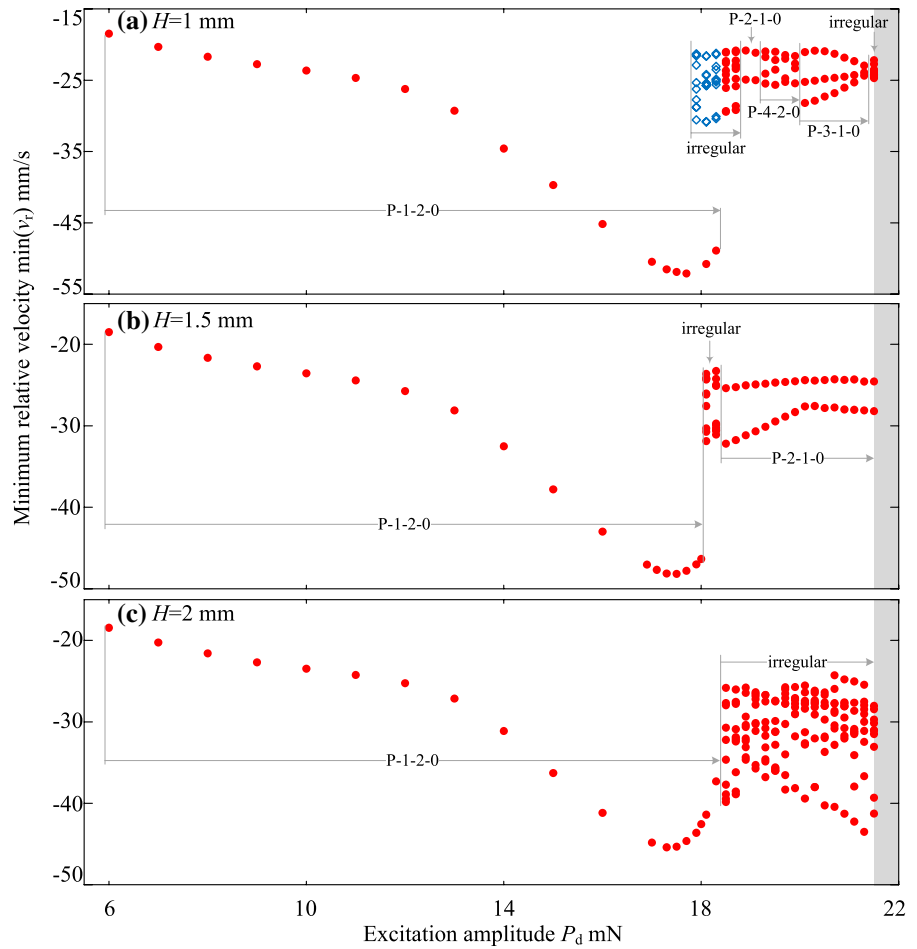 -15
-25
-35
-45
-55
(a) H=1 mm
P-2-1-0
irregular
P-4-2-0
P-3-1-0
irregular
P-1-2-0
Minimum relative velocity min(vr) mm/s
-20
-30
-40
-50
(b) H=1.5 mm
irregular
P-2-1-0
P-1-2-0
-20
-30
-40
-50
(c) H=2 mm
irregular
P-1-2-0
6 10 14 18 22
Excitation amplitude Pd mN